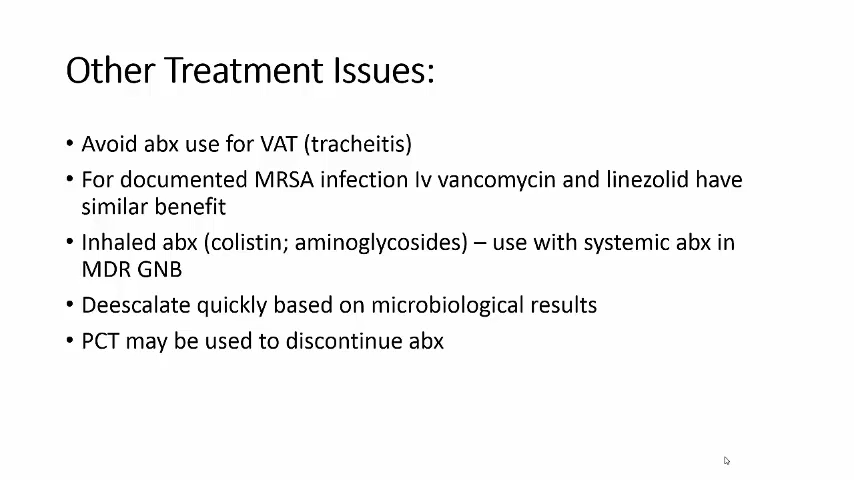 Other Treatment Issues:
• Avoid abx use for VAT (tracheitis)
• For documented MRSA infection Iv vancomycin and linezolid have
similar benefit
• Inhaled abx (colistin; aminoglycosides) – use with systemic abx in
MDR GNB
• Deescalate quickly based on microbiological results
• PCT may be used to discontinue abx